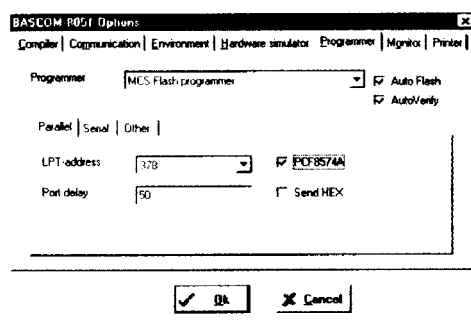 BASCOM-8051 Options
Compiler Communication Environment Hardware simulator Programmer Monitor Printer
Programmer MCS Flash programmer Auto Flash
AutoVerify
Parallel Serial Other
LPT-address 378 PCF8574A
Port delay 50 Send HEX
Ok Cancel